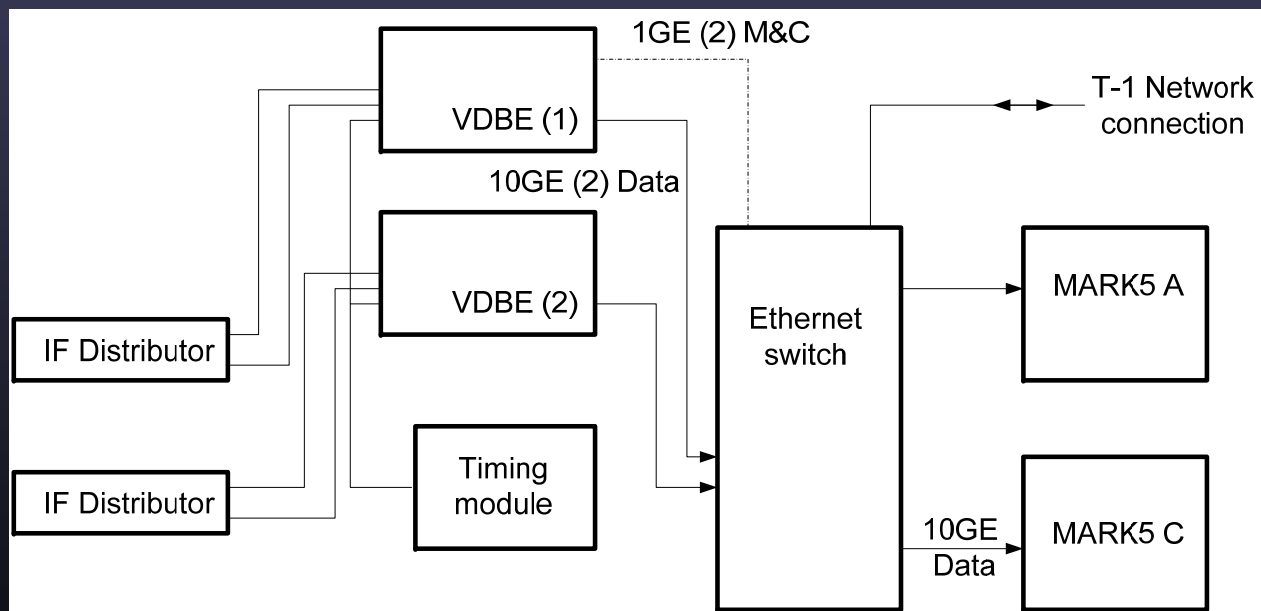 1GE (2) M&C
VDBE (1)
T-1 Network
connection
10GE (2) Data
VDBE (2)
MARK5 A
Ethernet
switch
IF Distributor
Timing
module
IF Distributor
10GE
Data
MARK5 C